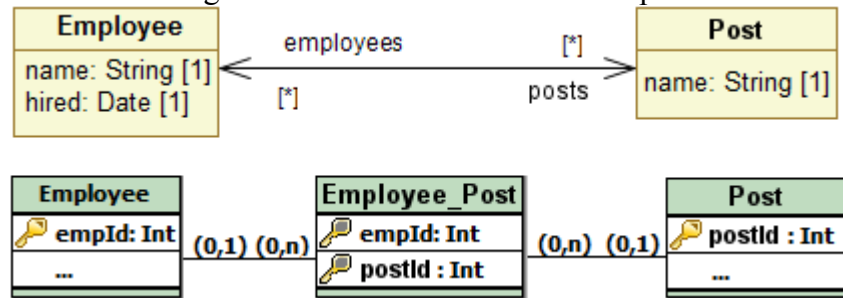 Employee
name: String [1]
hired: Date [1]
employees
[*]
[*]
posts
Post
name: String [1]
Employee
empId: Int
...
(0,1) (0,n)
Employee_Post
empId: Int
postId : Int
(0,n) (0,1)
Post
postId : Int
...